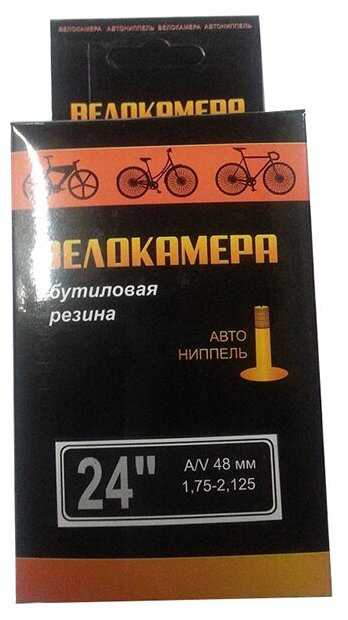 ВЕЛОКАМЕРА АВТОНИППЕЛЬ ВЕЛОКАМЕРА АВТОНИППЕЛЬ
ВЕЛОКАМЕРА
ВЕЛОКАМЕРА
бутиловая
резина
АВТО
НИППЕЛЬ
24"
A/V 48 мм
1,75-2,125